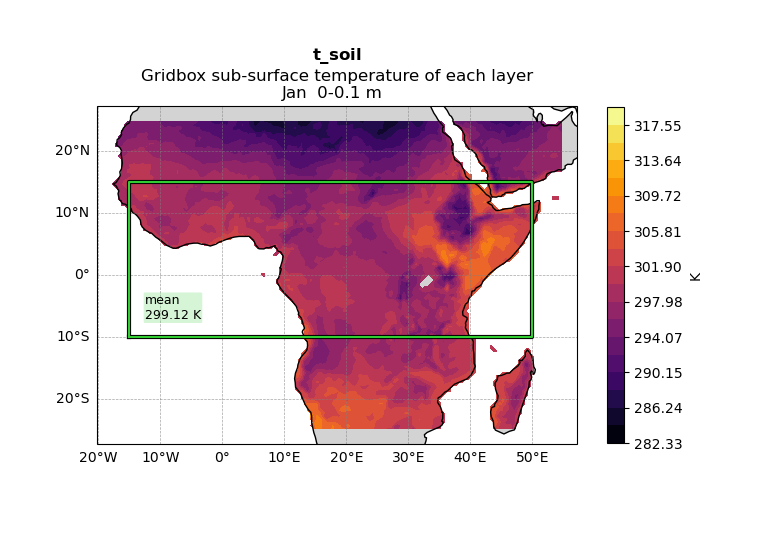 t_soil
Gridbox sub-surface temperature of each layer
Jan 0-0.1 m
20°N
10°N
0°
10°S
20°S
20°W
10°W
0°
10°E
20°E
30°E
40°E
50°E
mean
299.12 K
317.55
313.64
309.72
305.81
301.90
297.98
294.07
290.15
286.24
282.33
K